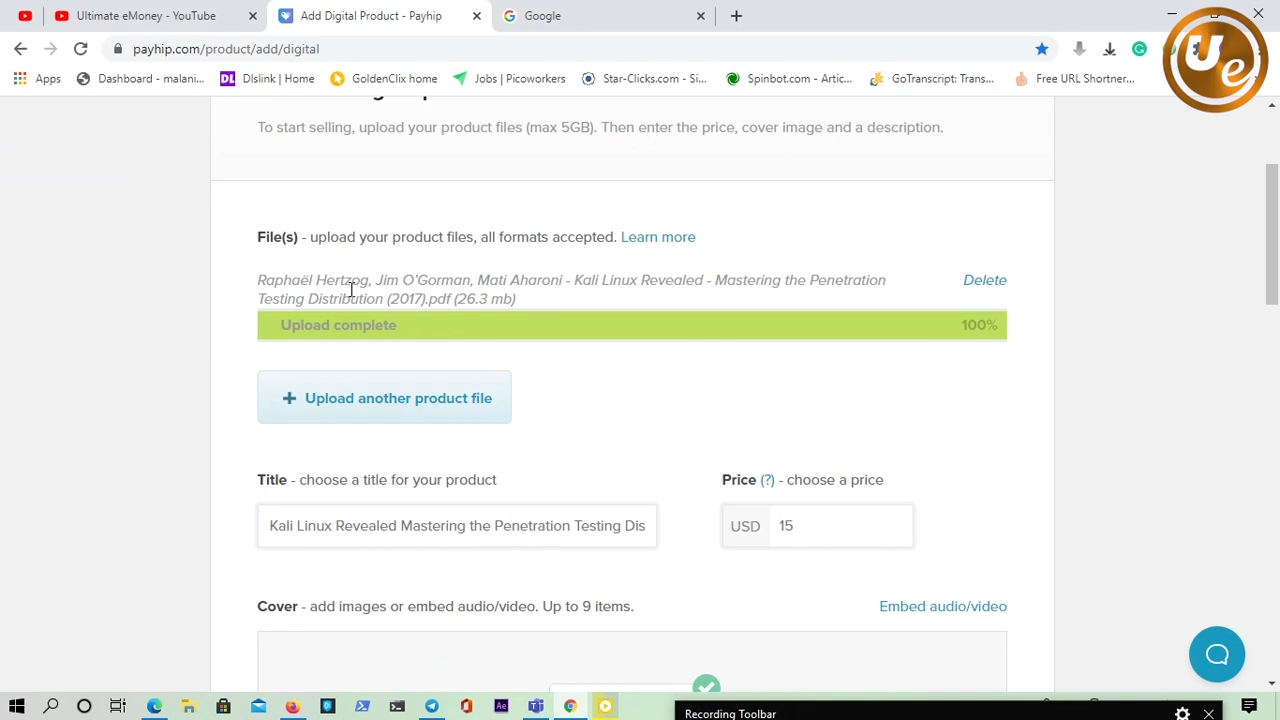 Ultimate eMoney - YouTube
Add Digital Product - Payhip
Google
payhip.com/product/add/digital
Apps
Dashboard - malani...
DL
Dlslink | Home
GoldenClix home
Jobs | Picoworkers
Star-Clicks.com - Si...
Spinbot.com - Artic...
GoTranscript: Trans...
Free URL Shortner...
Ue
To start selling, upload your product files (max 5GB). Then enter the price, cover image and a description.
File(s) - upload your product files, all formats accepted. Learn more
Raphaël Hertzog, Jim O'Gorman, Mati Aharoni - Kali Linux Revealed - Mastering the Penetration
Testing Distribution (2017).pdf (26.3 mb)
Delete
Upload complete
100%
+ Upload another product file
Title - choose a title for your product
Price (?) - choose a price
Kali Linux Revealed Mastering the Penetration Testing Dis
USD
15
Cover - add images or embed audio/video. Up to 9 items.
Embed audio/video
Ae
Recording Toolbar